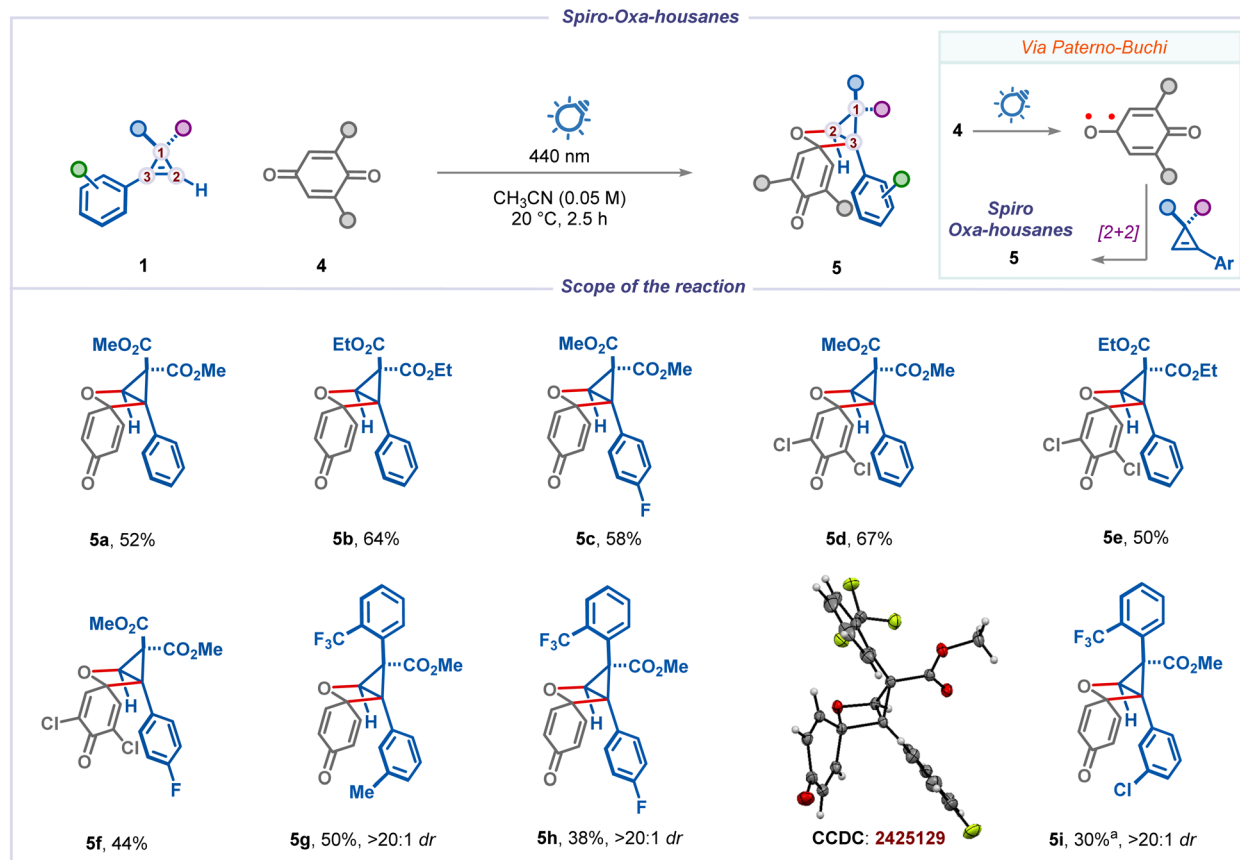 Spiro-Oxa-housanes
Via Paterno-Buchi
1
3
2
H
1
O
O
4
440 nm
CH3CN (0.05 M)
20 °C, 2.5 h
1
2
3
O
H
O
5
4
O
O
Spiro
Oxa-housanes
5
[2+2]
Ar
Scope of the reaction
MeO2C
CO2Me
O
H
O
5a, 52%
EtO2C
CO2Et
O
H
O
5b, 64%
MeO2C
CO2Me
O
H
O
F
5c, 58%
MeO2C
CO2Me
O
H
Cl
Cl
O
5d, 67%
EtO2C
CO2Et
O
H
Cl
Cl
O
5e, 50%
MeO2C
CO2Me
O
H
Cl
Cl
O
F
5f, 44%
F3C
CO2Me
O
H
O
Me
5g, 50%, >20:1 dr
F3C
CO2Me
O
H
O
F
5h, 38%, >20:1 dr
CCDC: 2425129
F3C
CO2Me
O
H
O
Cl
5i, 30%a, >20:1 dr